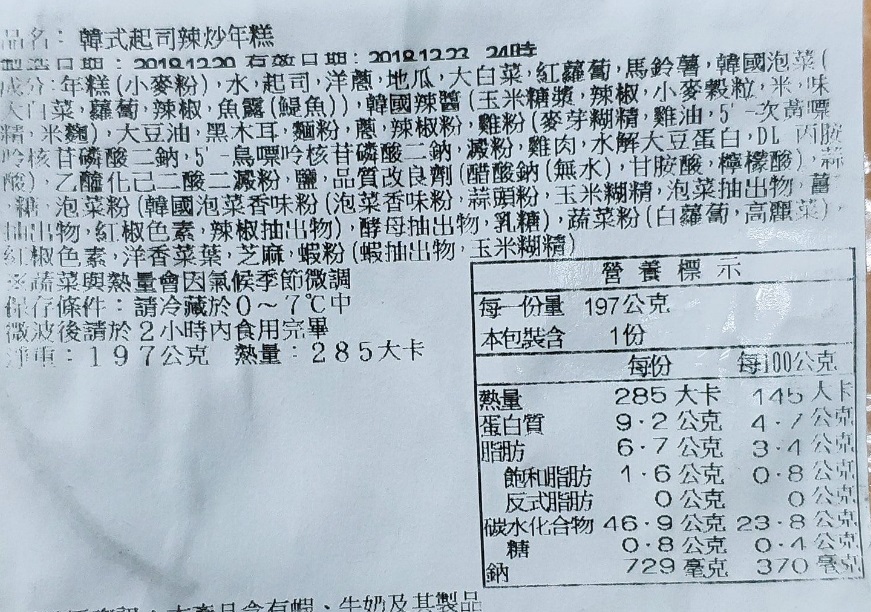 品名: 韓式起司辣炒年糕
製造日期: 2018.12.20 有效日期: 2018.12.23 24時
成分:年糕(小麥粉),水,起司,洋蔥,地瓜,大白菜,紅蘿蔔,馬鈴薯,韓國泡菜(
大白菜,蘿蔔,辣椒,魚露(鯷魚)),韓國辣醬(玉米糖漿,辣椒,小麥穀粒,米,味
精,米麴),大豆油,黑木耳,麵粉,蔥,辣椒粉,雞粉(麥芽糊精,雞油,5'-次黃嘌
呤核苷磷酸二鈉,5'-鳥嘌呤核苷磷酸二鈉,澱粉,雞肉,水解大豆蛋白,DL-丙胺
酸),乙醯化己二酸二澱粉,鹽,品質改良劑(醋酸鈉(無水),甘胺酸,檸檬酸),蒜
,糖,泡菜粉(韓國泡菜香味粉(泡菜香味粉,蒜頭粉,玉米糊精,泡菜抽出物,薑
抽出物,紅椒色素,辣椒抽出物),酵母抽出物,乳糖),蔬菜粉(白蘿蔔,高麗菜),
紅椒色素,洋香菜葉,芝麻,蝦粉(蝦抽出物,玉米糊精)
※蔬菜與熱量會因氣候季節微調
保存條件: 請冷藏於0~7℃中
微波後請於2小時內食用完畢
淨重: 197公克 熱量: 285大卡
營養標示
每一份量 197公克
本包裝含 1份
每份 每100公克
熱量 285 大卡 145 大卡
蛋白質 9.2 公克 4.7 公克
脂肪 6.7 公克 3.4 公克
飽和脂肪 1.6 公克 0.8 公克
反式脂肪 0 公克 0 公克
碳水化合物 46.9 公克 23.8 公克
糖 0.8 公克 0.4 公克
鈉 729 毫克 370 毫克
本產品含有蝦、牛奶及其製品